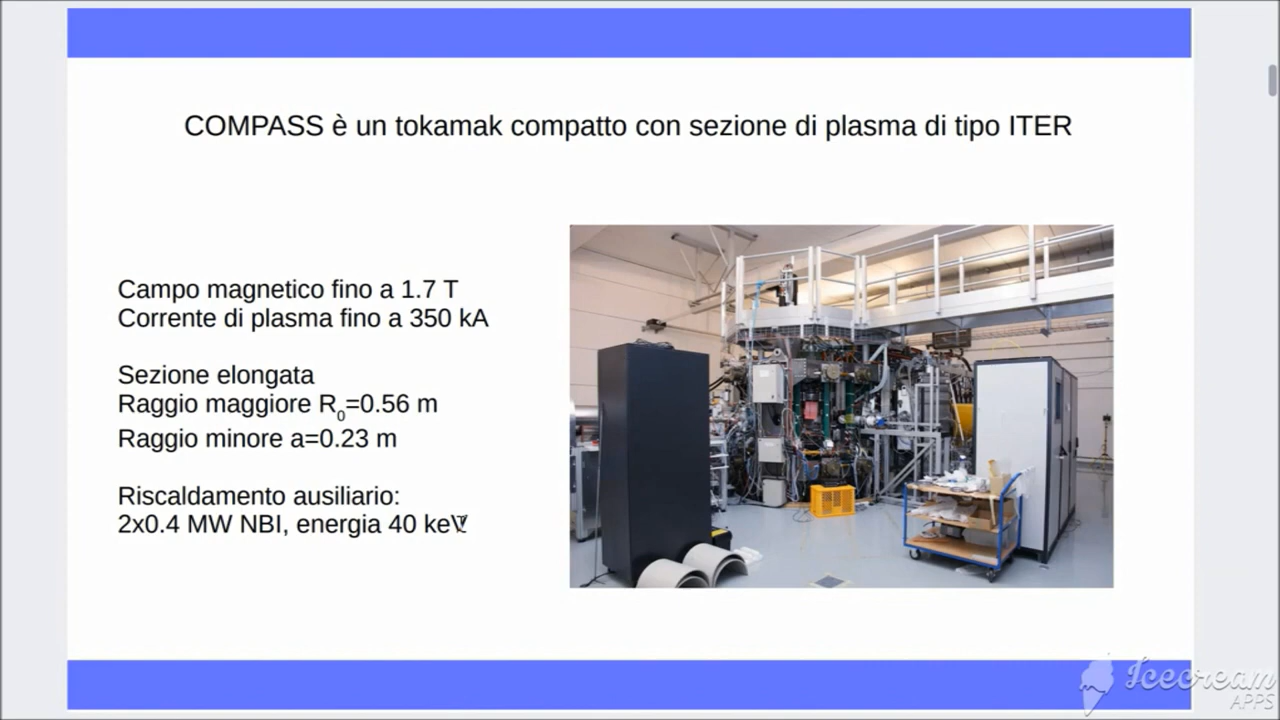 COMPASS è un tokamak compatto con sezione di plasma di tipo ITER
Campo magnetico fino a 1.7 T
Corrente di plasma fino a 350 kA
Sezione elongata
Raggio maggiore R0=0.56 m
Raggio minore a=0.23 m
Riscaldamento ausiliario:
2x0.4 MW NBI, energia 40 keV
Icecream
APPS